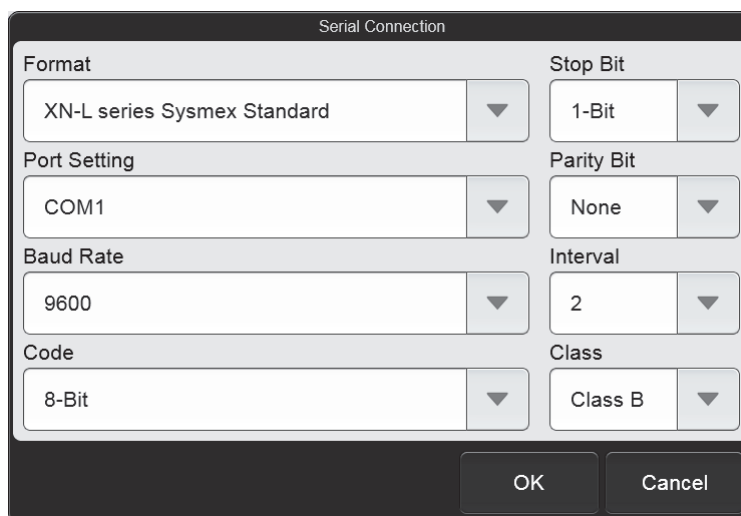 Serial Connection
Format
XN-L series Sysmex Standard
Stop Bit
1-Bit
Port Setting
COM1
Parity Bit
None
Baud Rate
9600
Interval
2
Code
8-Bit
Class
Class B
OK
Cancel